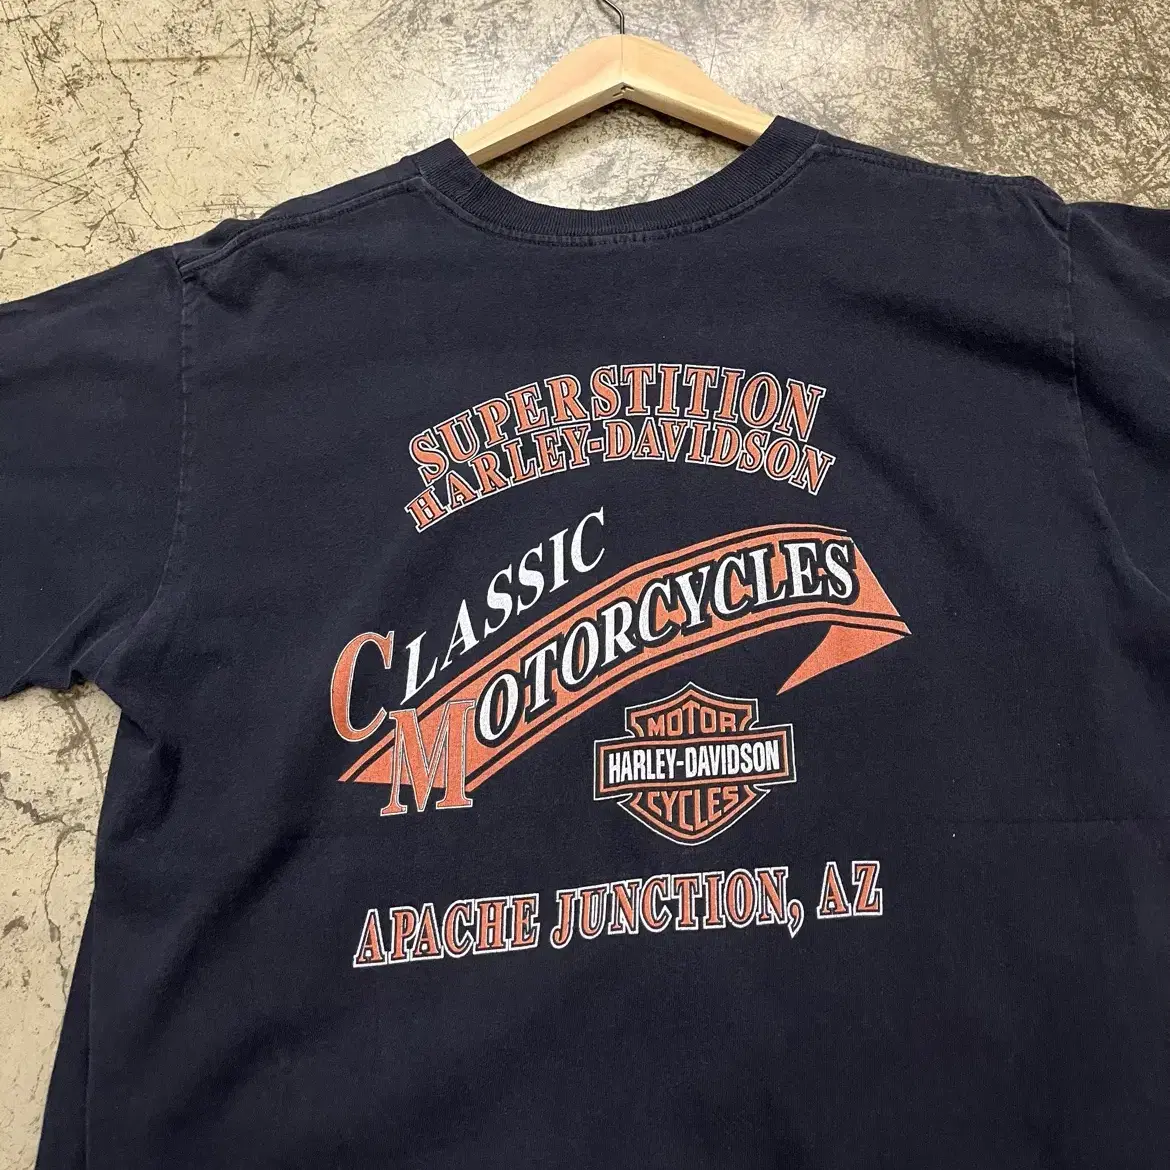 SUPERSTITION
HARLEY-DAVIDSON
CLASSIC
MOTORCYCLES
MOTOR
HARLEY-DAVIDSON
CYCLES
APACHE JUNCTION, AZ